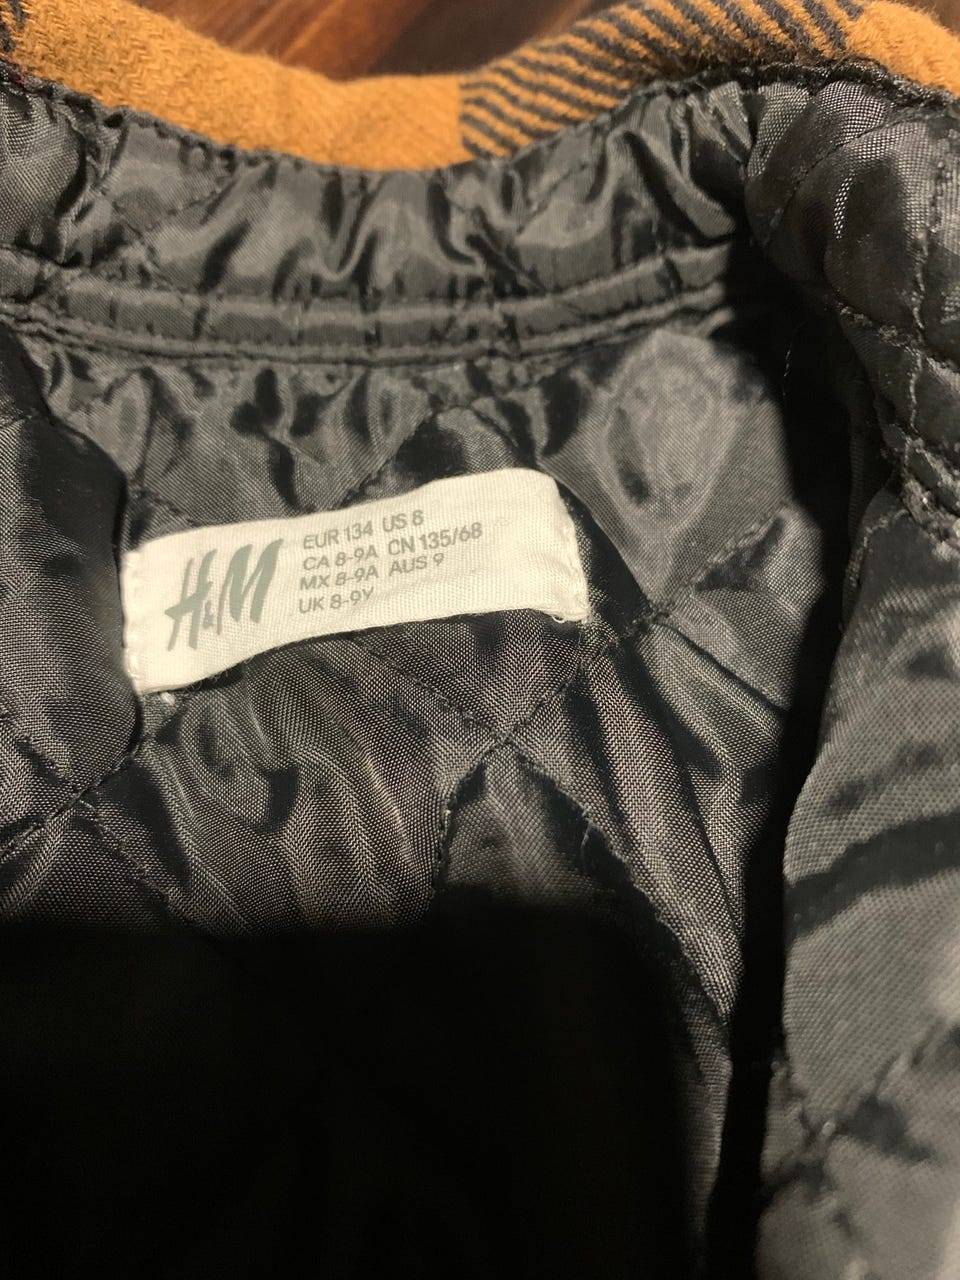 H&M
EUR 134 US 8
CA 8-9A CN 135/68
MX 8-9A AUS 9
UK 8-9Y